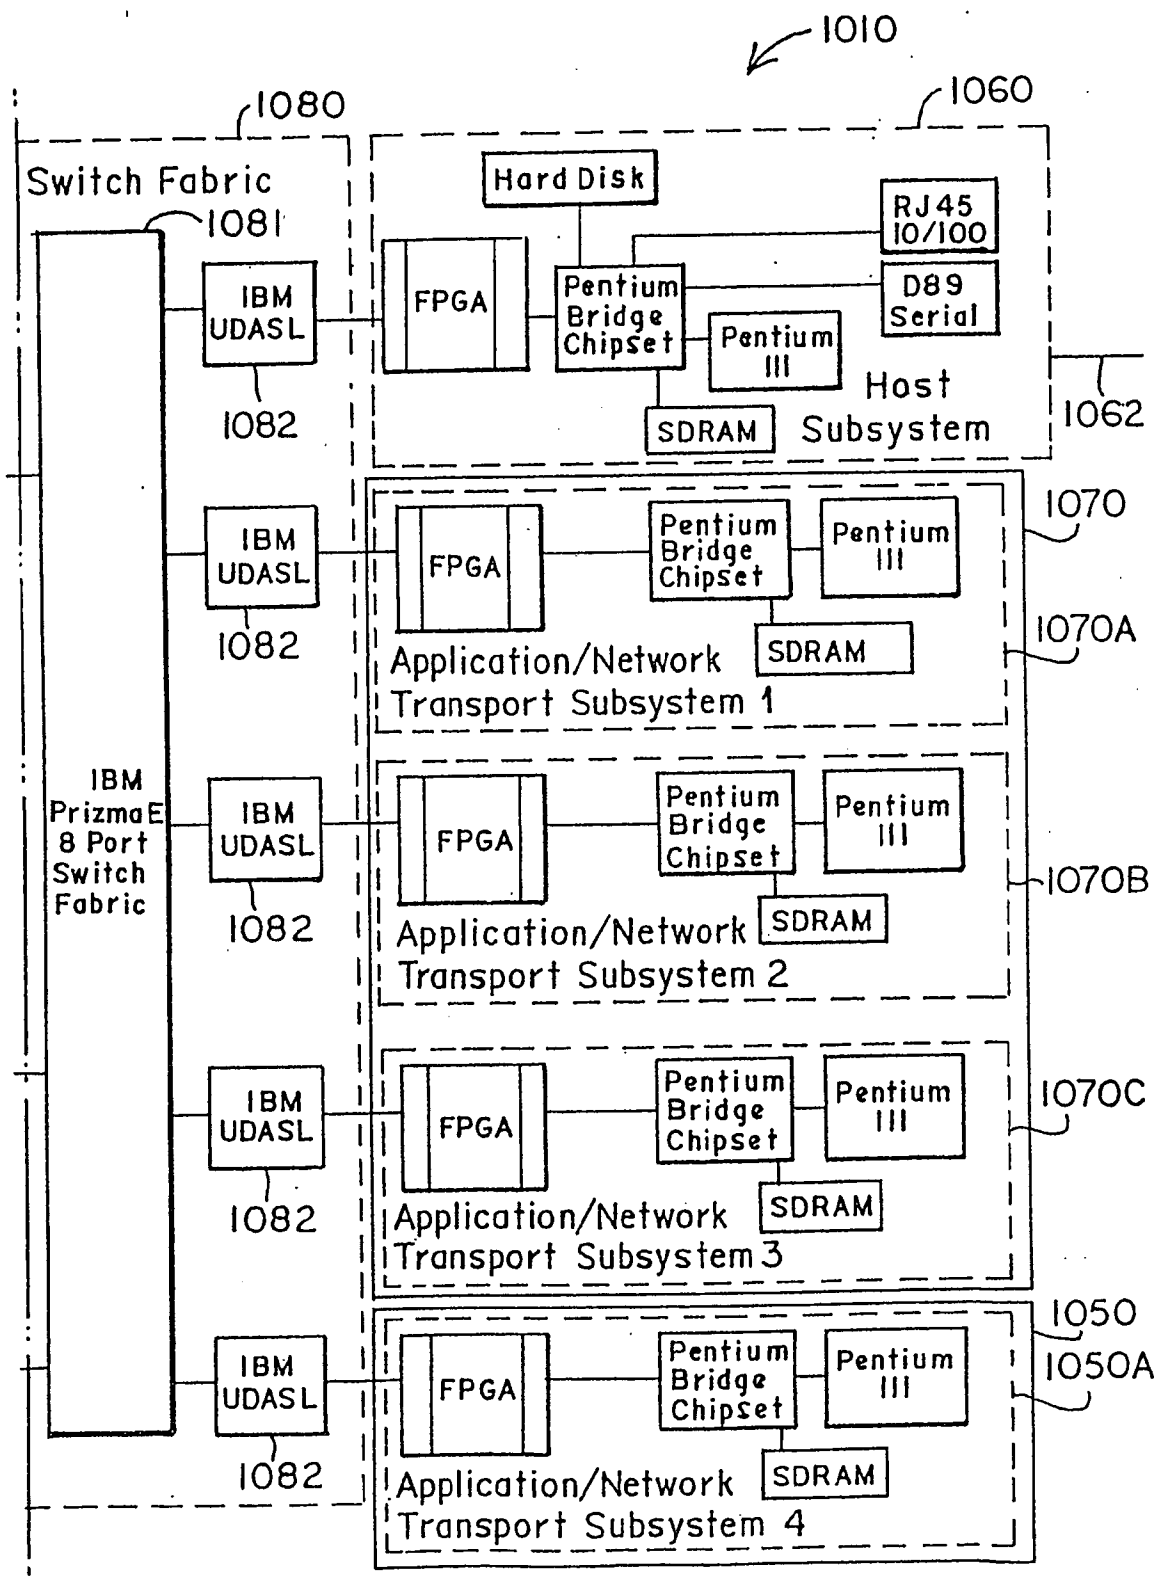 1010
1080
1060
Switch Fabric
1081
Hard Disk
RJ45
10/100
IBM
UDASL
FPGA
Pentium
Bridge
Chipset
D89
Serial
Pentium
III
1082
Host
Subsystem
SDRAM
1062
IBM
UDASL
FPGA
Pentium
Bridge
Chipset
Pentium
III
1070
1082
Application/Network
Transport Subsystem 1
SDRAM
1070A
IBM
PrizmaE
8 Port
Switch
Fabric
IBM
UDASL
FPGA
Pentium
Bridge
Chipset
Pentium
III
1070B
1082
Application/Network
Transport Subsystem 2
SDRAM
IBM
UDASL
FPGA
Pentium
Bridge
Chipset
Pentium
III
1070C
1082
Application/Network
Transport Subsystem 3
SDRAM
1050
IBM
UDASL
FPGA
Pentium
Bridge
Chipset
Pentium
III
1050A
1082
Application/Network
Transport Subsystem 4
SDRAM